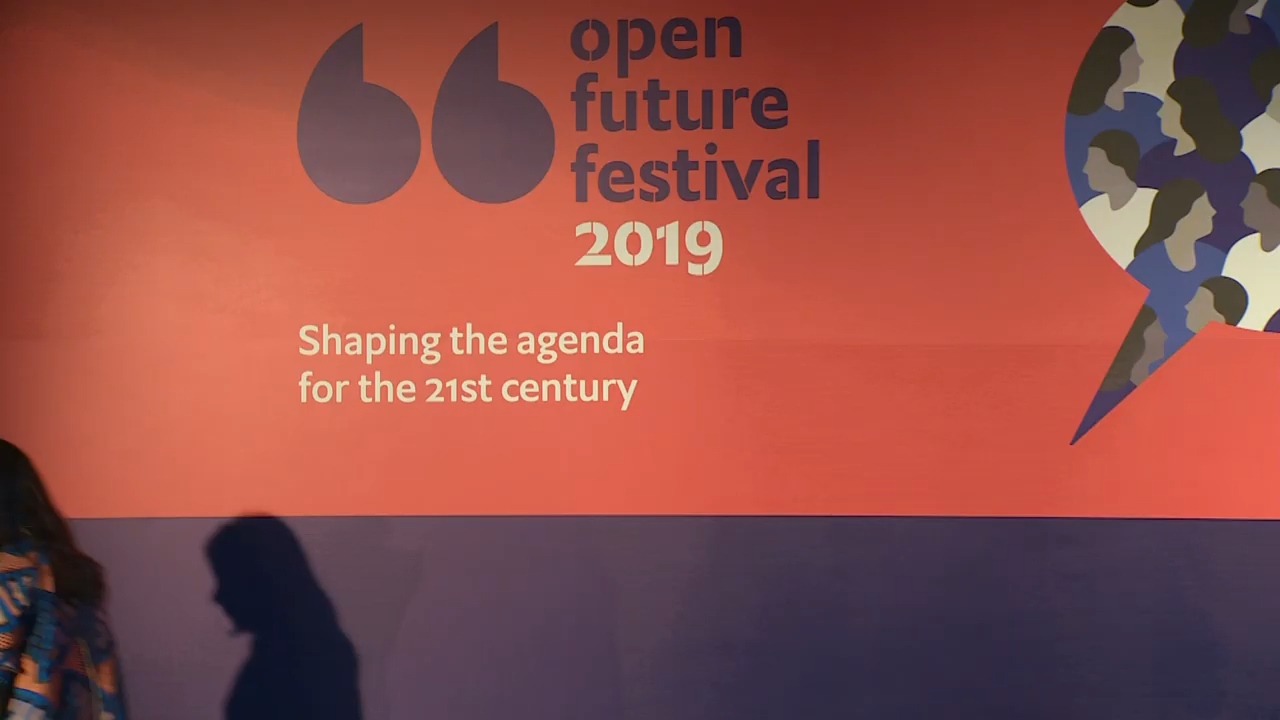 open
future
festival
2019
Shaping the agenda
for the 21st century